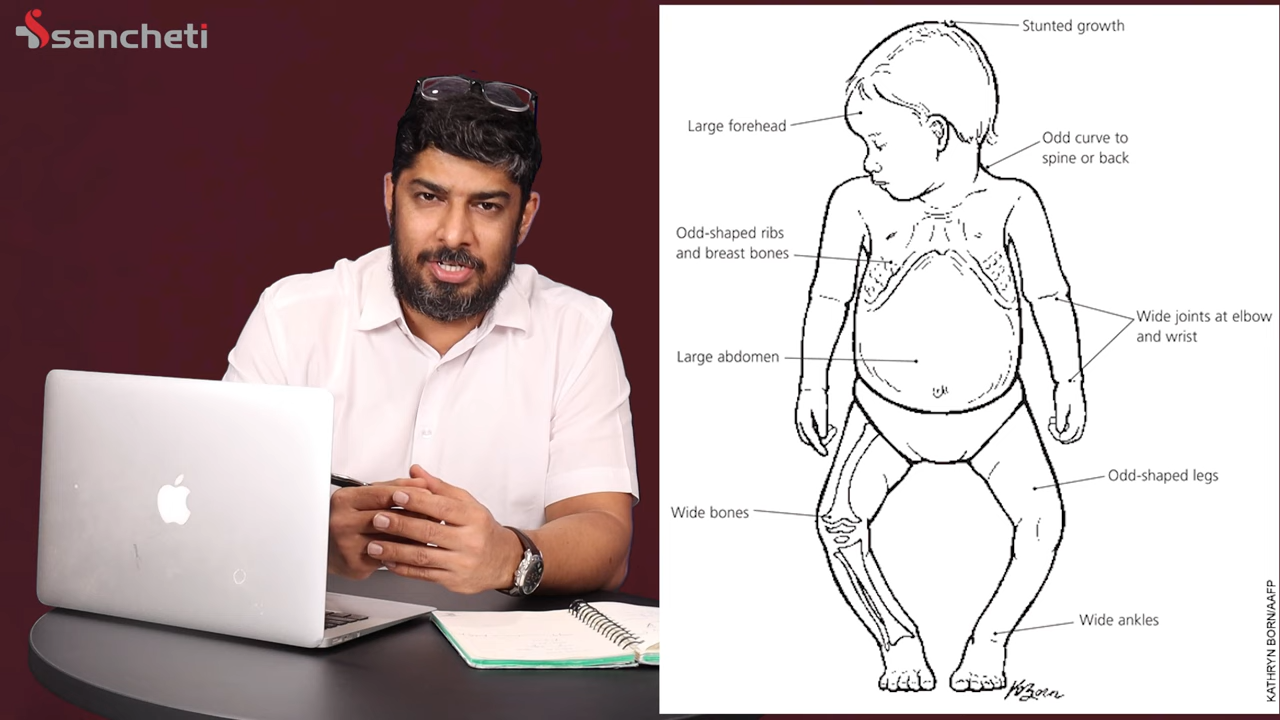 sancheti
Stunted growth
Large forehead
Odd curve to
spine or back
Odd-shaped ribs
and breast bones
Wide joints at elbow
and wrist
Large abdomen
Odd-shaped legs
Wide bones
Wide ankles
KATHRYN BORN/AAFP